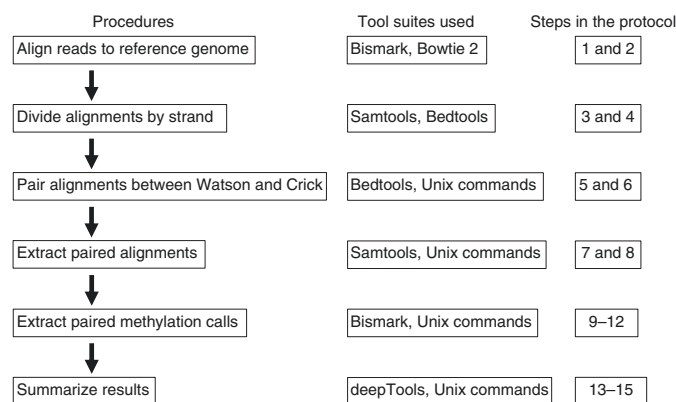 Procedures Tool suites used Steps in the protocol
Align reads to reference genome Bismark, Bowtie 2 1 and 2
Divide alignments by strand Samtools, Bedtools 3 and 4
Pair alignments between Watson and Crick Bedtools, Unix commands 5 and 6
Extract paired alignments Samtools, Unix commands 7 and 8
Extract paired methylation calls Bismark, Unix commands 9–12
Summarize results deepTools, Unix commands 13–15